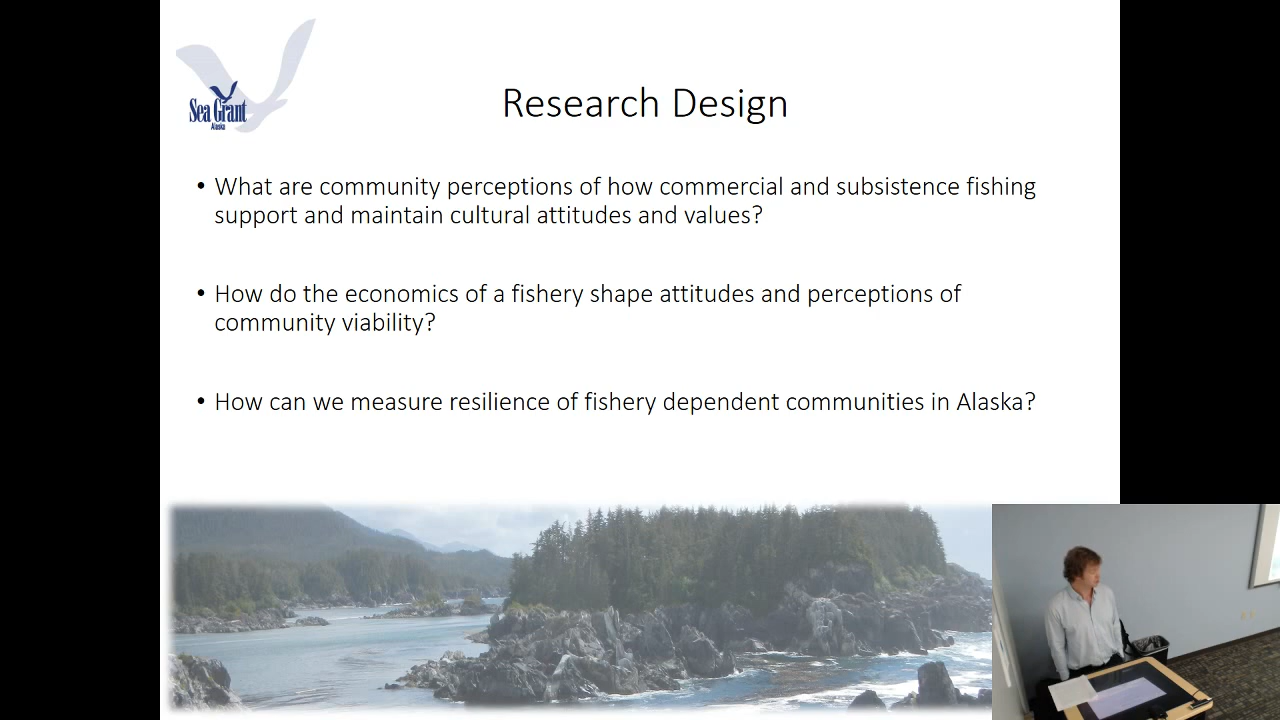 Sea Grant
Alaska
Research Design
• What are community perceptions of how commercial and subsistence fishing
support and maintain cultural attitudes and values?
• How do the economics of a fishery shape attitudes and perceptions of
community viability?
• How can we measure resilience of fishery dependent communities in Alaska?